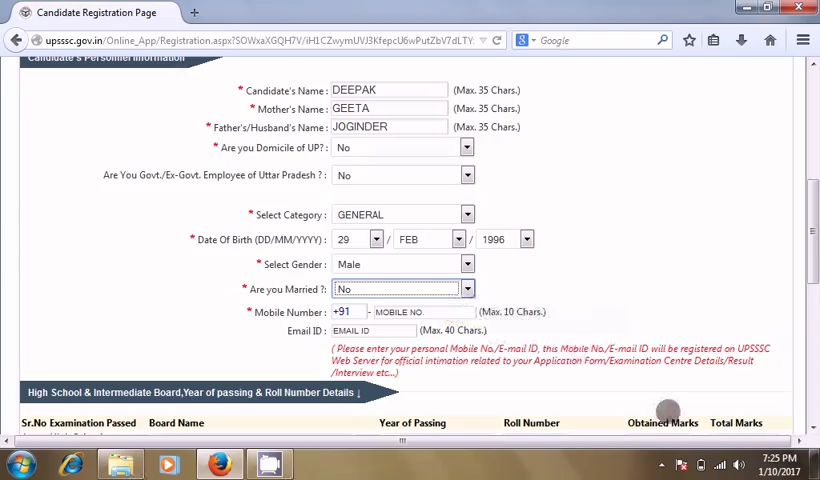 Candidate Registration Page
upsssc.gov.in/Online_App/Registration.aspx?SOWxaXGQH7V/iH1CZwymUVJ3KfepcU6wPutZbV7dLTY:
Google
Candidate's Personnel Information
* Candidate's Name : DEEPAK (Max. 35 Chars.)
* Mother's Name : GEETA (Max. 35 Chars.)
* Father's/Husband's Name : JOGINDER (Max. 35 Chars.)
* Are you Domicile of UP? : No
Are You Govt./Ex-Govt. Employee of Uttar Pradesh ? : No
* Select Category : GENERAL
* Date Of Birth (DD/MM/YYYY) : 29 / FEB / 1996
* Select Gender : Male
* Are you Married ?: No
* Mobile Number : +91 - MOBILE NO. (Max. 10 Chars.)
Email ID : EMAIL ID (Max. 40 Chars.)
( Please enter your personal Mobile No./E-mail ID, this Mobile No./E-mail ID will be registered on UPSSSC
Web Server for official intimation related to your Application Form/Examination Centre Details/Result
/Interview etc...)
High School & Intermediate Board,Year of passing & Roll Number Details ↓
Sr.No Examination Passed Board Name Year of Passing Roll Number Obtained Marks Total Marks
7:25 PM
1/10/2017